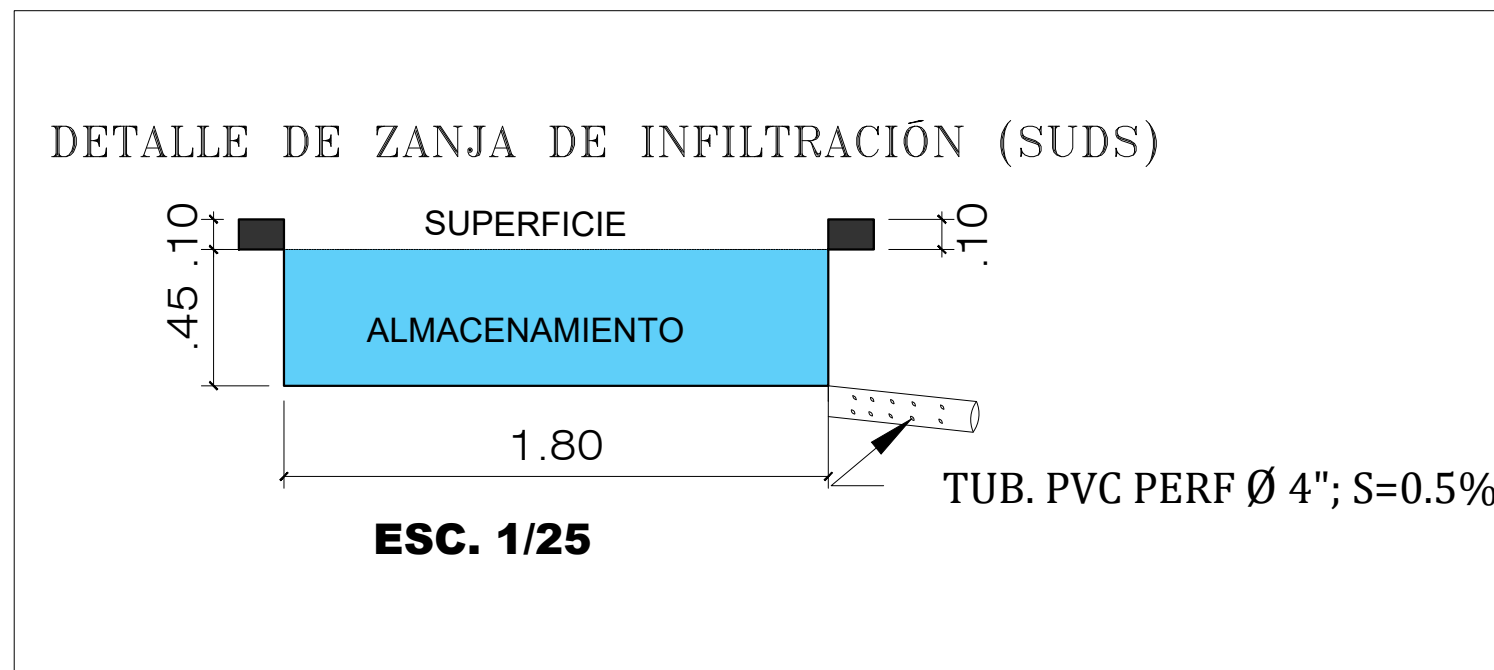 DETALLE DE ZANJA DE INFILTRACIÓN (SUDS)
.10
SUPERFICIE
.10
.45
ALMACENAMIENTO
1.80
TUB. PVC PERF Ø 4"; S=0.5%
ESC. 1/25